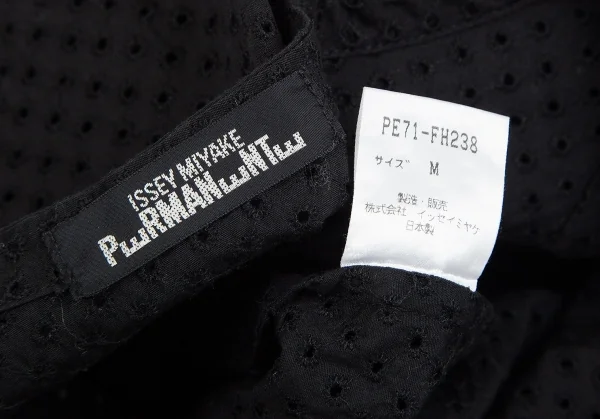 ISSEY MIYAKE
PERMANENTE
PE71-FH238
サイズ M
製造・販売
株式会社 イッセイミヤケ
日本製